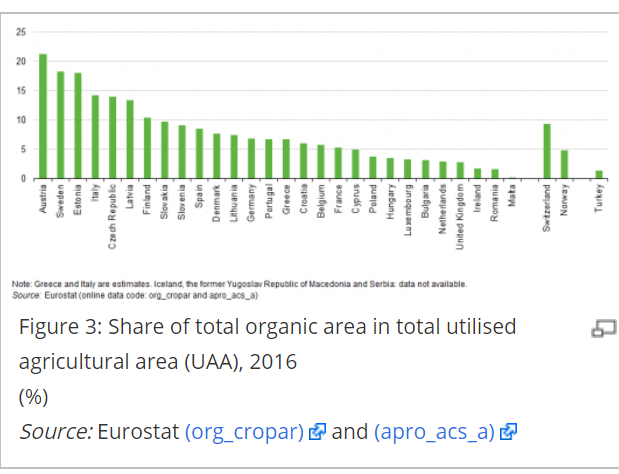 25
20
15
10
5
0
Austria
Sweden
Estonia
Italy
Czech Republic
Latvia
Finland
Slovakia
Slovenia
Spain
Denmark
Lithuania
Germany
Portugal
Greece
Croatia
Belgium
France
Cyprus
Poland
Hungary
Luxembourg
Bulgaria
Netherlands
United Kingdom
Ireland
Romania
Malta
Switzerland
Norway
Turkey
Note: Greece and Italy are estimates. Iceland, the former Yugoslav Republic of Macedonia and Serbia: data not available.
Source: Eurostat (online data code: org_cropar and apro_acs_a)
Figure 3: Share of total organic area in total utilised
agricultural area (UAA), 2016
(%)
Source: Eurostat (org_cropar) and (apro_acs_a)